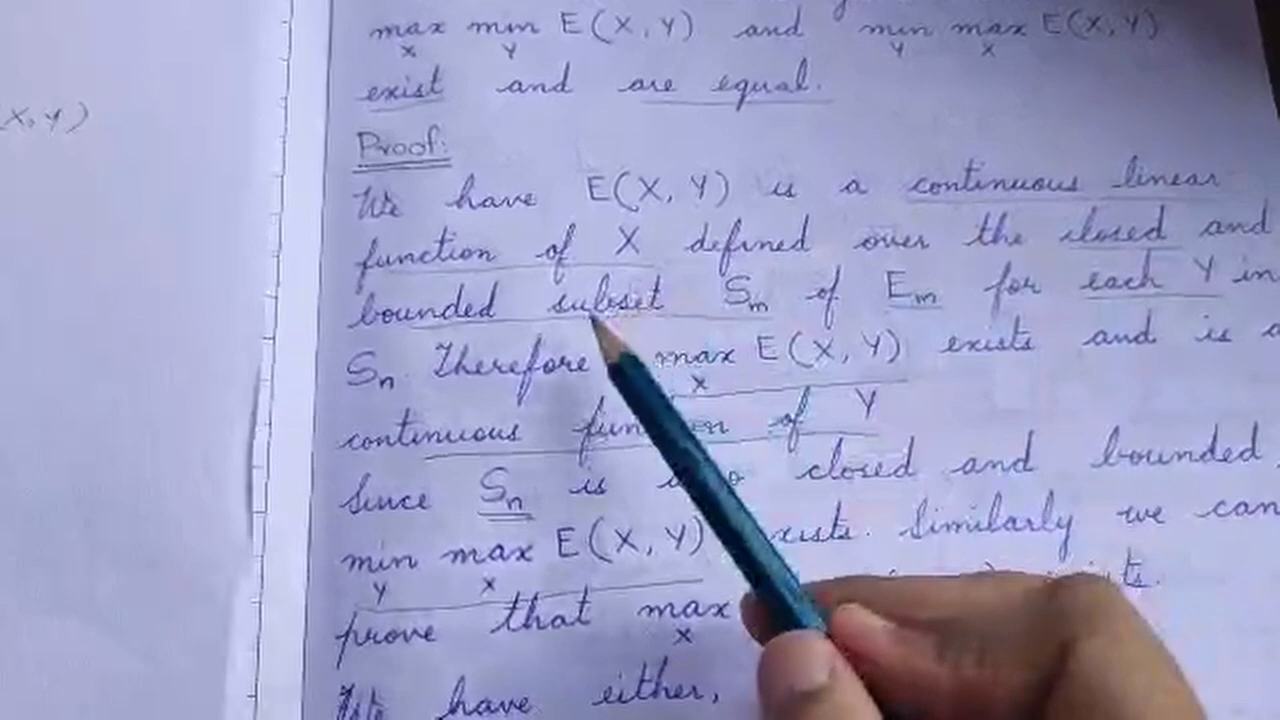 max min E(X, Y) and min max E(X, Y)
X Y Y X
exist and are equal.
X, Y)
Proof:
We have E(X, Y) is a continuous linear
function of X defined over the closed and
bounded subset Sm of Em for each Y in
Sn. Therefore max E(X, Y) exists and is a
X
continuous function of Y
Since Sn is closed and bounded
min max E(X, Y) exists. Similarly we can
Y X
prove that max
X
We have either,